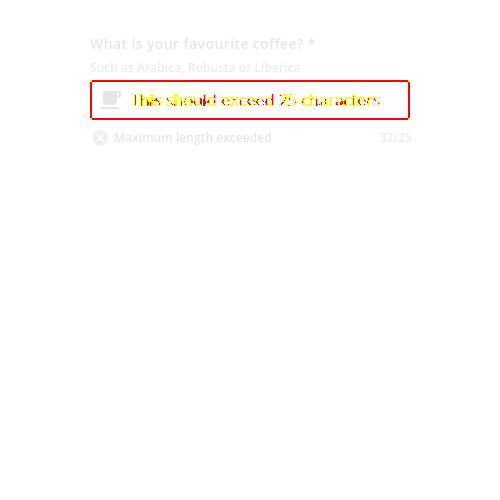 What is your favourite coffee? *
Such as Arabica, Robusta or Liberica
This should exceed 25 characters
Maximum length exceeded 32/25